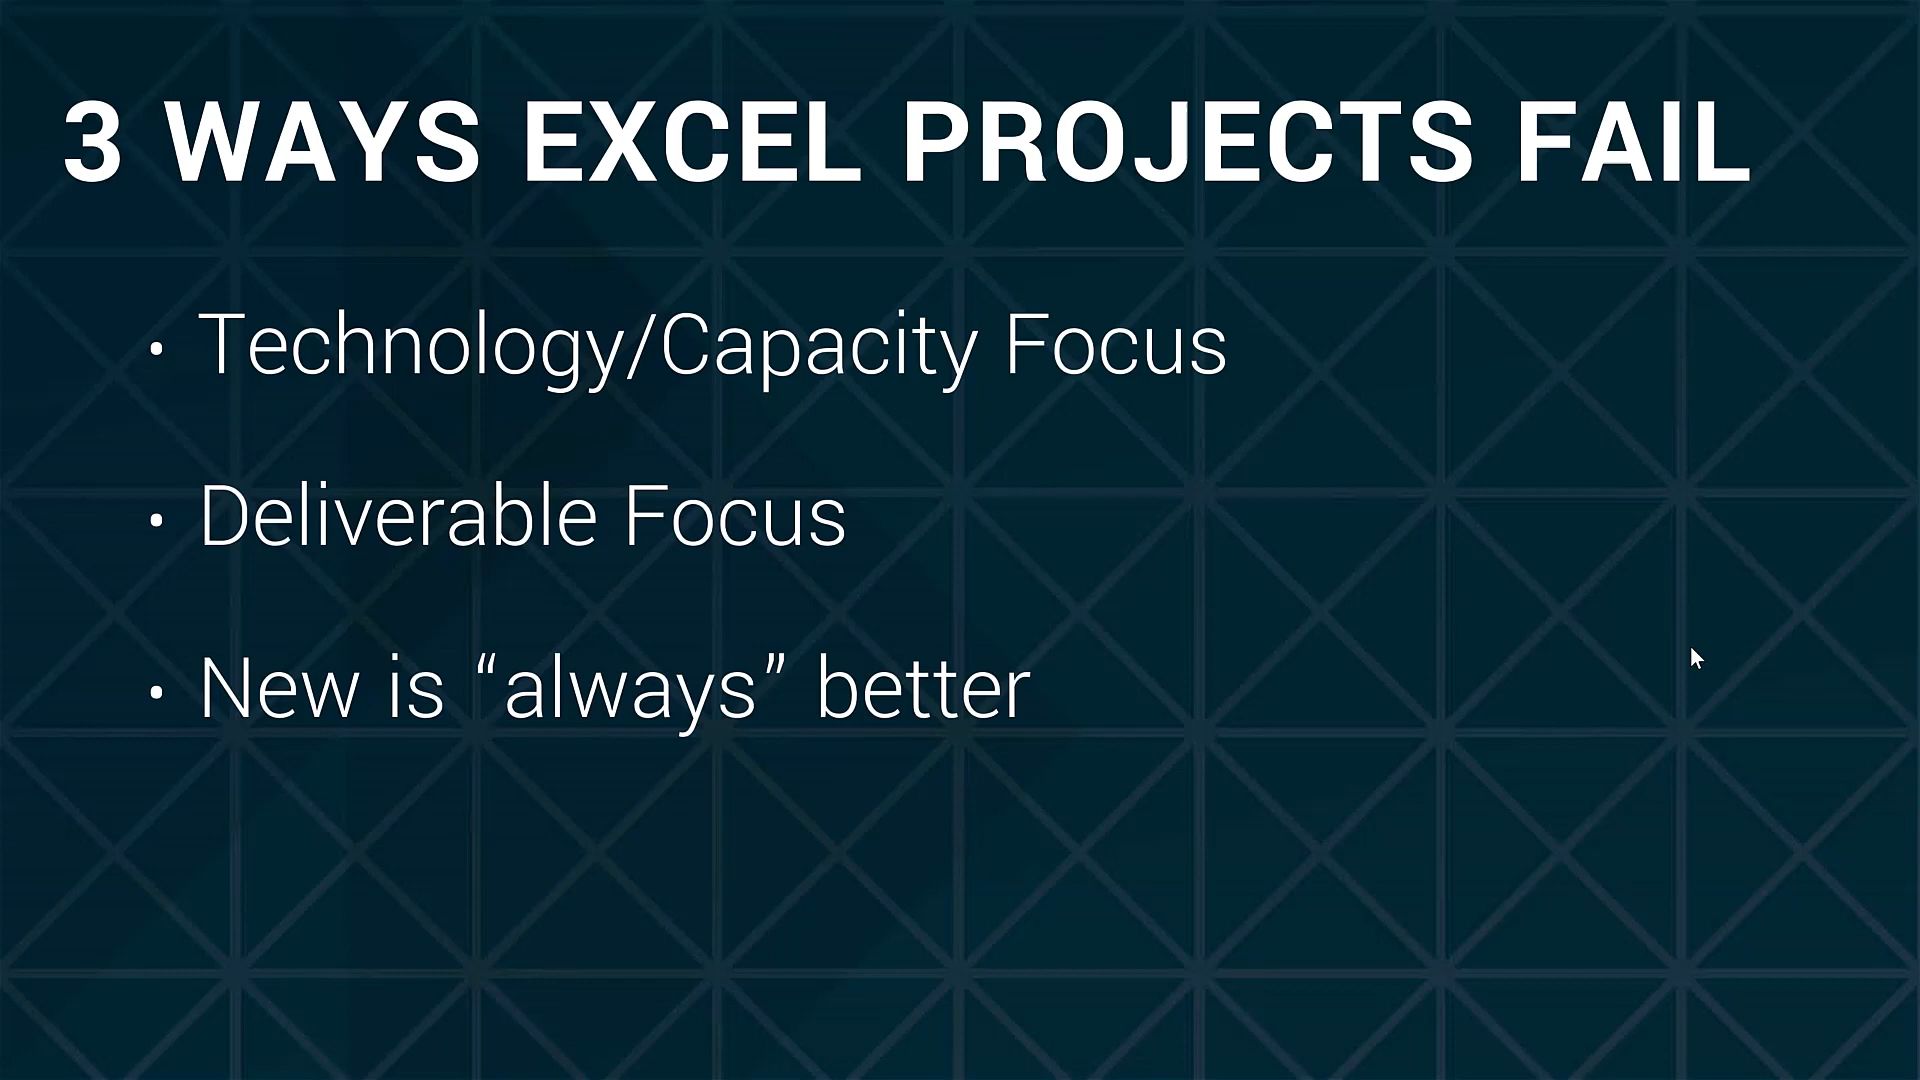 3 WAYS EXCEL PROJECTS FAIL
• Technology/Capacity Focus
• Deliverable Focus
• New is “always” better